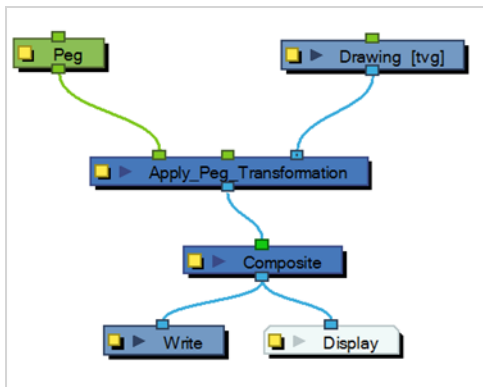 Peg
Drawing [tvg]
Apply_Peg_Transformation
Composite
Write
Display